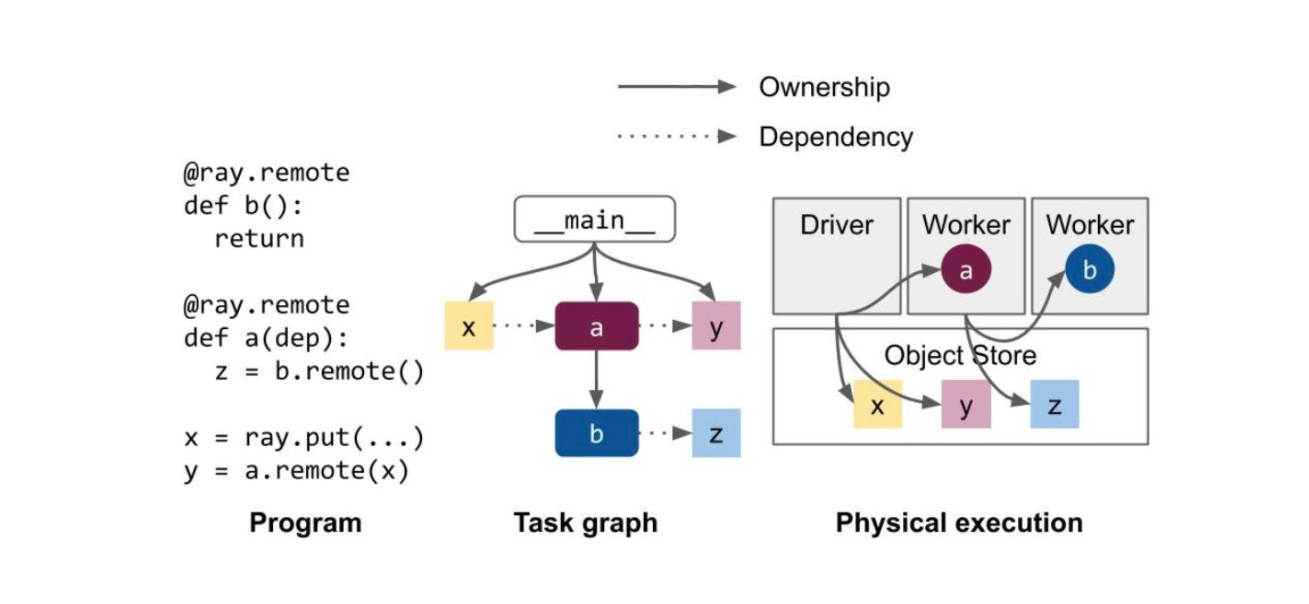 Ownership
Dependency
@ray.remote
def b():
  return
@ray.remote
def a(dep):
  z = b.remote()
x = ray.put(...)
y = a.remote(x)
Program
__main__
x
a
y
b
z
Task graph
Driver
Worker
a
Worker
b
Object Store
x
y
z
Physical execution